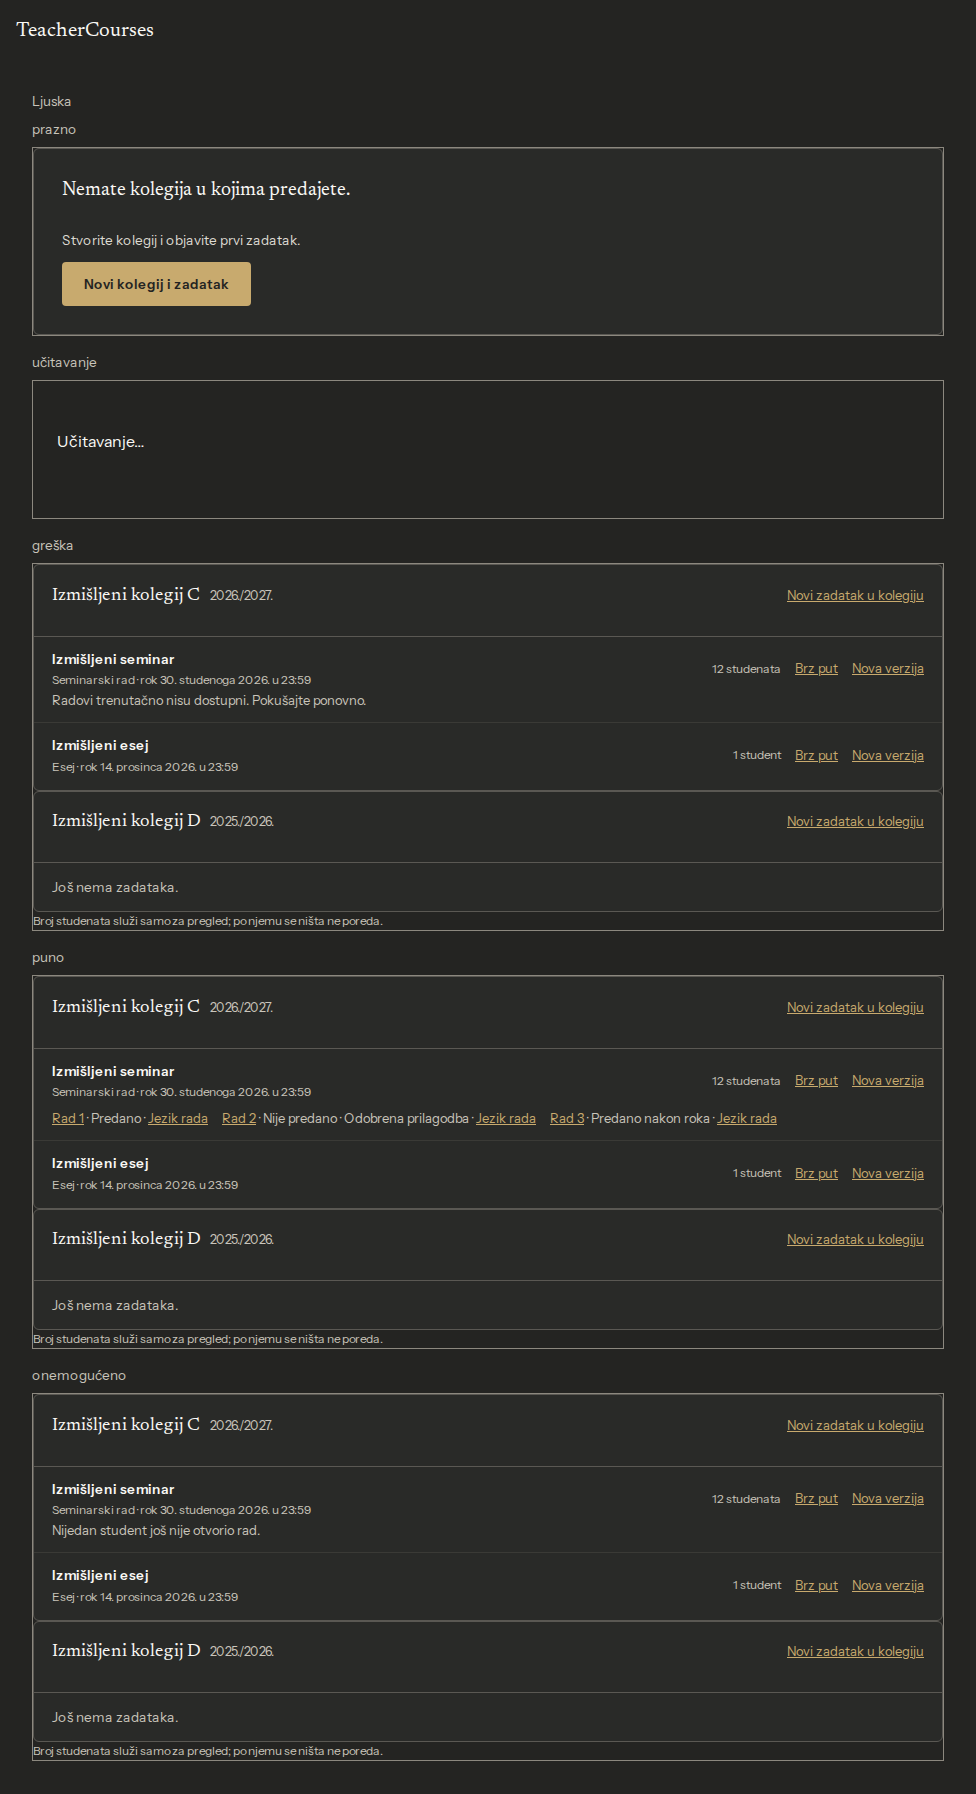 TeacherCourses
Ljuska
prazno
Nemate kolegija u kojima predajete.
Stvorite kolegij i objavite prvi zadatak.
Novi kolegij i zadatak
učitavanje
Učitavanje…
greška
Izmišljeni kolegij C 2026./2027. Novi zadatak u kolegiju
Izmišljeni seminar
Seminarski rad · rok 30. studenoga 2026. u 23:59 12 studenata Brz put Nova verzija
Radovi trenutačno nisu dostupni. Pokušajte ponovno.
Izmišljeni esej
Esej · rok 14. prosinca 2026. u 23:59 1 student Brz put Nova verzija
Izmišljeni kolegij D 2025./2026. Novi zadatak u kolegiju
Još nema zadataka.
Broj studenata služi samo za pregled; po njemu se ništa ne poreda.
puno
Izmišljeni kolegij C 2026./2027. Novi zadatak u kolegiju
Izmišljeni seminar
Seminarski rad · rok 30. studenoga 2026. u 23:59 12 studenata Brz put Nova verzija
Rad 1 · Predano · Jezik rada Rad 2 · Nije predano · Odobrena prilagodba · Jezik rada Rad 3 · Predano nakon roka · Jezik rada
Izmišljeni esej
Esej · rok 14. prosinca 2026. u 23:59 1 student Brz put Nova verzija
Izmišljeni kolegij D 2025./2026. Novi zadatak u kolegiju
Još nema zadataka.
Broj studenata služi samo za pregled; po njemu se ništa ne poreda.
onemogućeno
Izmišljeni kolegij C 2026./2027. Novi zadatak u kolegiju
Izmišljeni seminar
Seminarski rad · rok 30. studenoga 2026. u 23:59 12 studenata Brz put Nova verzija
Nijedan student još nije otvorio rad.
Izmišljeni esej
Esej · rok 14. prosinca 2026. u 23:59 1 student Brz put Nova verzija
Izmišljeni kolegij D 2025./2026. Novi zadatak u kolegiju
Još nema zadataka.
Broj studenata služi samo za pregled; po njemu se ništa ne poreda.